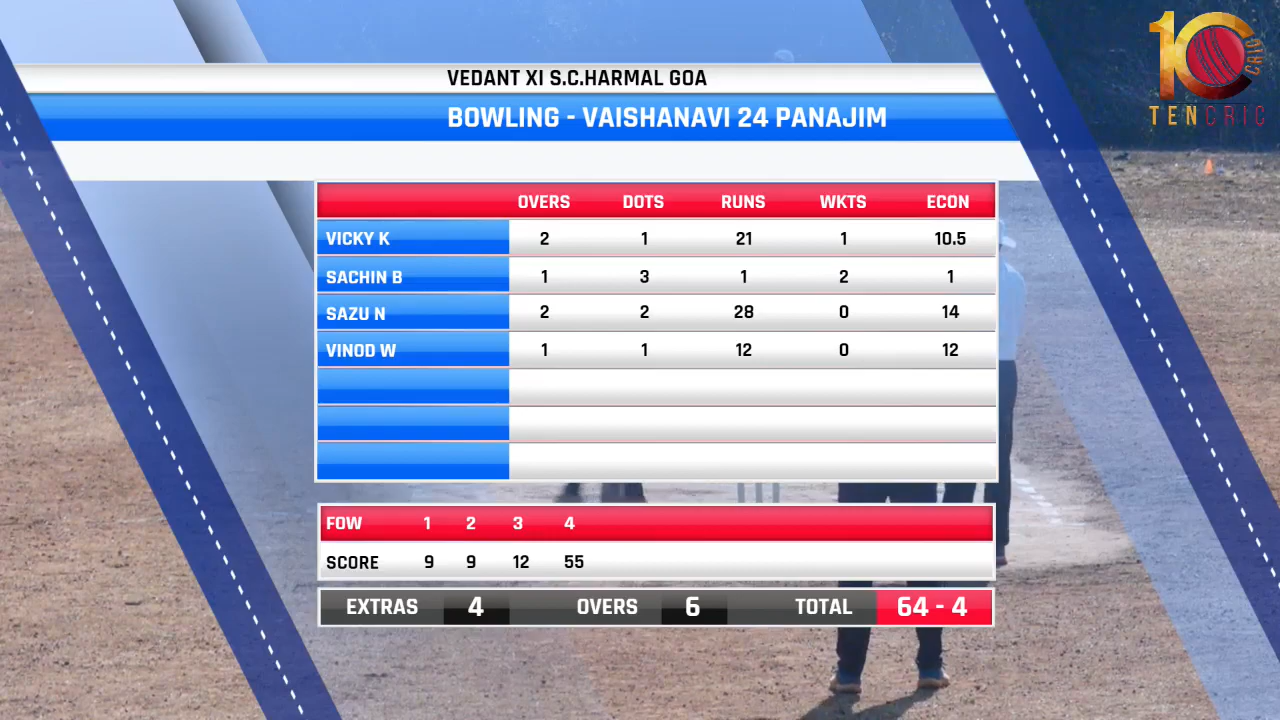 VEDANT XI S.C.HARMAL GOA
BOWLING - VAISHANAVI 24 PANAJIM
10
CRIC
TENCRIC
OVERS DOTS RUNS WKTS ECON
VICKY K 2 1 21 1 10.5
SACHIN B 1 3 1 2 1
SAZU N 2 2 28 0 14
VINOD W 1 1 12 0 12
FOW 1 2 3 4
SCORE 9 9 12 55
EXTRAS 4 OVERS 6 TOTAL 64 - 4